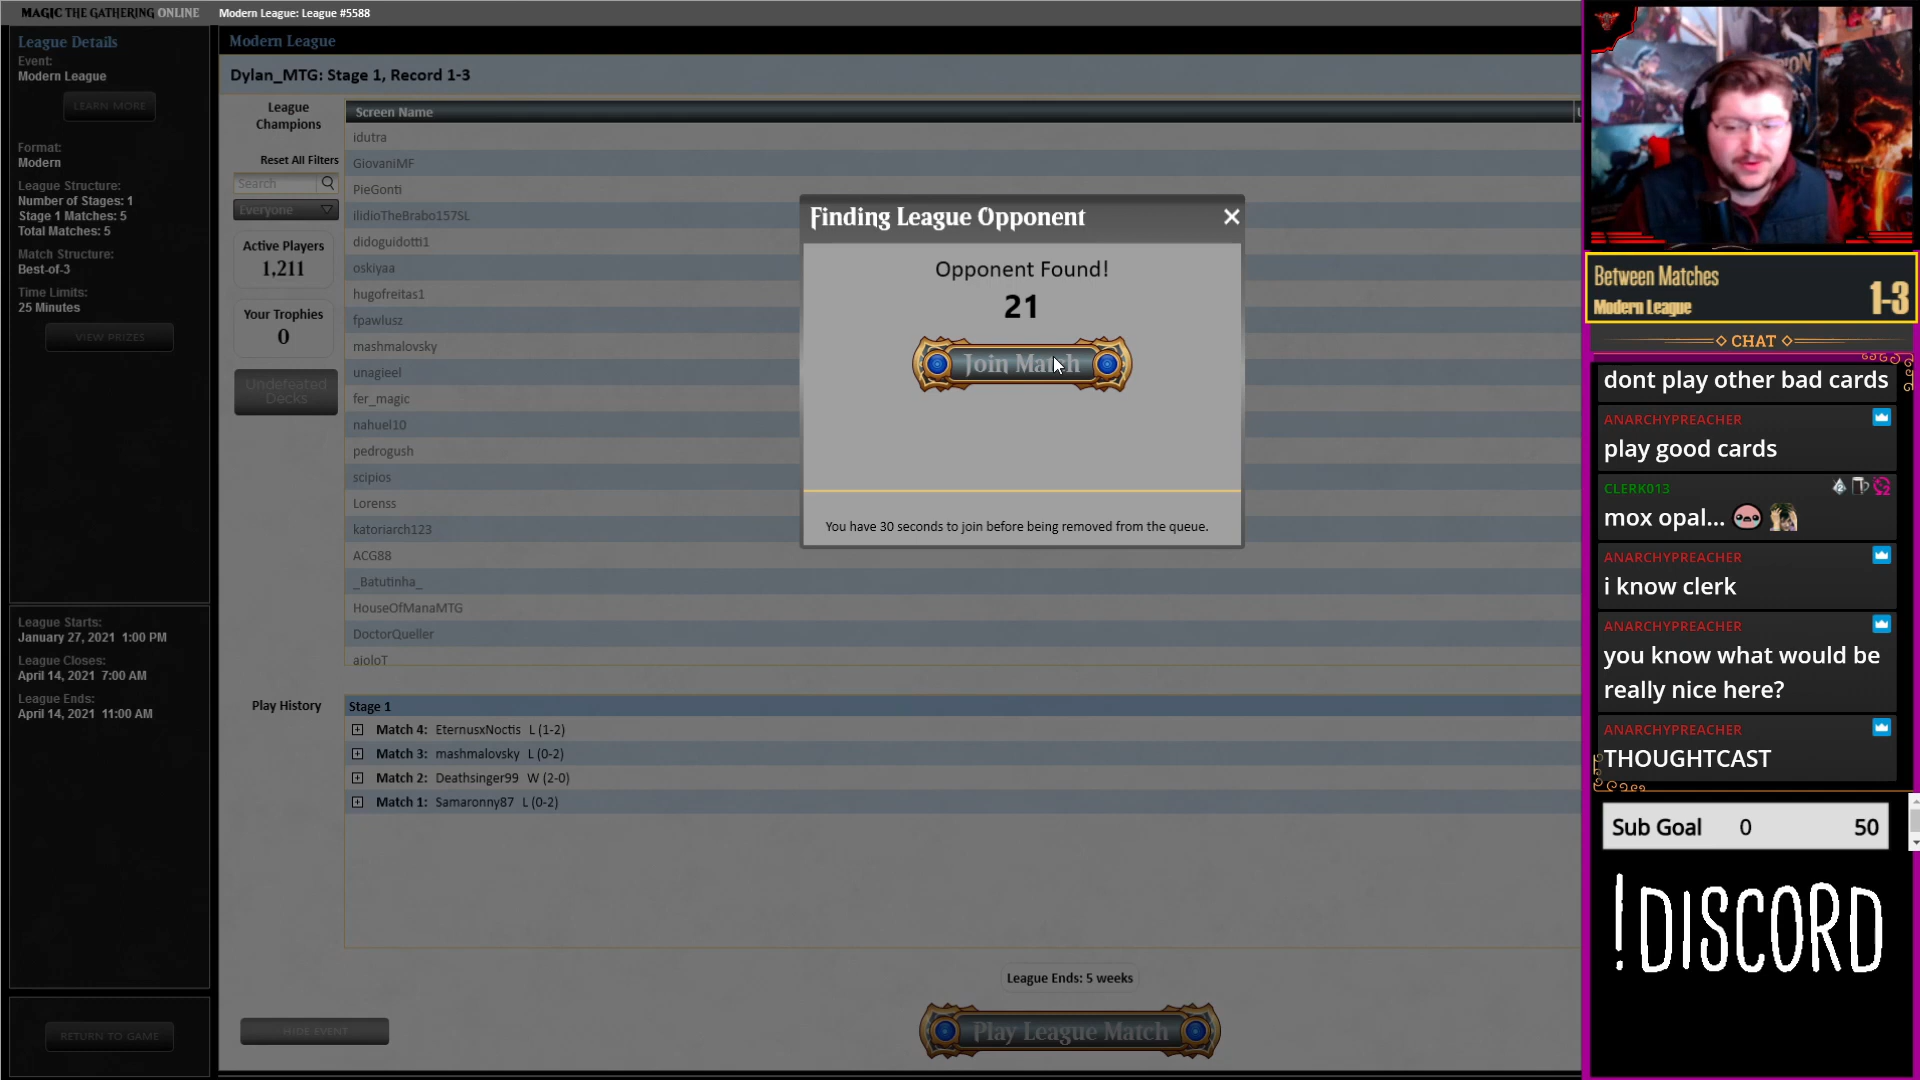 MAGIC THE GATHERING ONLINE
Modern League: League #5588
League Details
Event:
Modern League
LEARN MORE
Format:
Modern
League Structure:
Number of Stages: 1
Stage 1 Matches: 5
Total Matches: 5
Match Structure:
Best-of-3
Time Limits:
25 Minutes
VIEW PRIZES
League Starts:
January 27, 2021 1:00 PM
League Closes:
April 14, 2021 7:00 AM
League Ends:
April 14, 2021 11:00 AM
RETURN TO GAME
Modern League
Dylan_MTG: Stage 1, Record 1-3
League
Champions
Reset All Filters
Search
Everyone
Active Players
1,211
Your Trophies
0
Undefeated
Decks
Screen Name
idutra
GiovaniMF
PieGonti
ilidioTheBrabo157SL
didoguidotti1
oskiyaa
hugofreitas1
fpawlusz
mashmalovsky
unagieel
fer_magic
nahuel10
pedrogush
scipios
Lorenss
katoriarch123
ACG88
_Batutinha_
HouseOfManaMTG
DoctorQueller
aioloT
Finding League Opponent
Opponent Found!
21
Join Match
You have 30 seconds to join before being removed from the queue.
Play History
Stage 1
Match 4: EternusxNoctis L (1-2)
Match 3: mashmalovsky L (0-2)
Match 2: Deathsinger99 W (2-0)
Match 1: Samaronny87 L (0-2)
League Ends: 5 weeks
HIDE EVENT
Play League Match
Between Matches
Modern League
1-3
CHAT
dont play other bad cards
ANARCHYPREACHER
play good cards
CLERK013
mox opal...
ANARCHYPREACHER
i know clerk
ANARCHYPREACHER
you know what would be
really nice here?
ANARCHYPREACHER
THOUGHTCAST
Sub Goal 0 50
!DISCORD